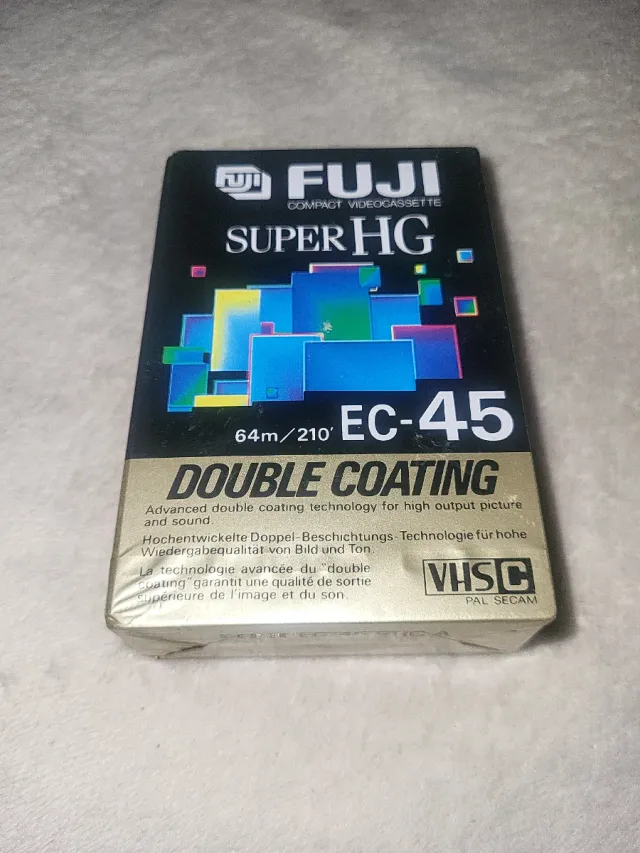 FUJI
FUJI
COMPACT VIDEOCASSETTE
SUPER HG
64m/210' EC-45
DOUBLE COATING
Advanced double coating technology for high output picture
and sound.
Hochentwickelte Doppel-Beschichtungs-Technologie für hohe
Wiedergabequalität von Bild und Ton.
La technologie avancée du "double
coating" garantit une qualité de sortie
supérieure de l'image et du son.
VHS C
PAL SECAM